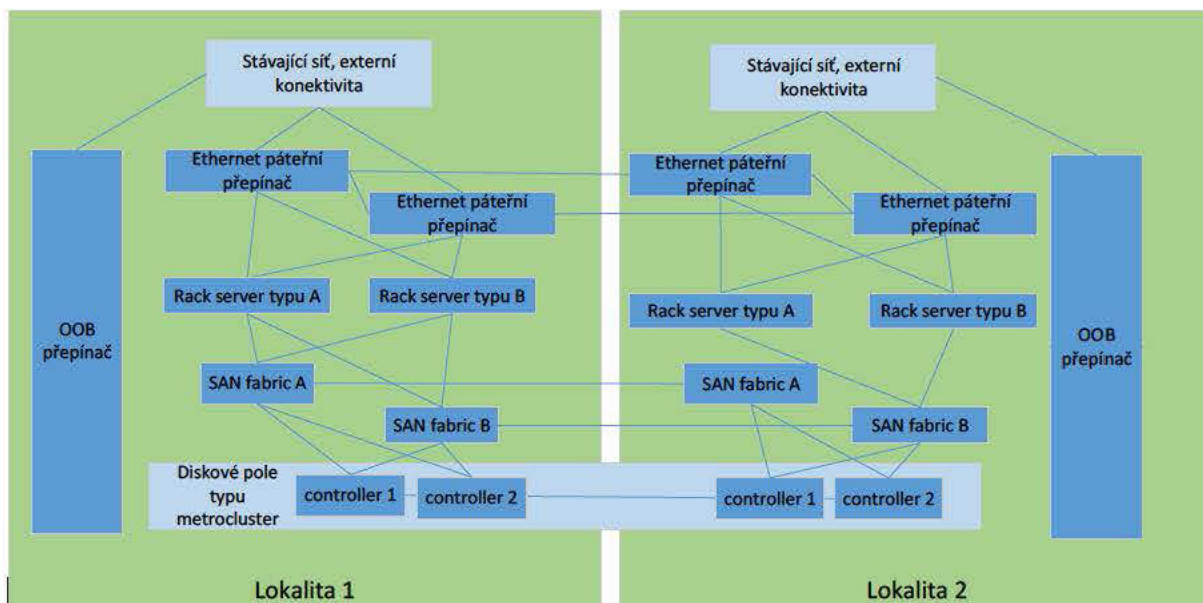 Stávající síť, externí
konektivita
Ethernet páteřní
přepínač
Ethernet páteřní
přepínač
Rack server typu A
Rack server typu B
OOB
přepínač
SAN fabric A
SAN fabric B
Diskové pole
typu
metrocluster
controller 1
controller 2
Lokalita 1
Stávající síť, externí
konektivita
Ethernet páteřní
přepínač
Ethernet páteřní
přepínač
Rack server typu A
Rack server typu B
OOB
přepínač
SAN fabric A
SAN fabric B
controller 1
controller 2
Lokalita 2